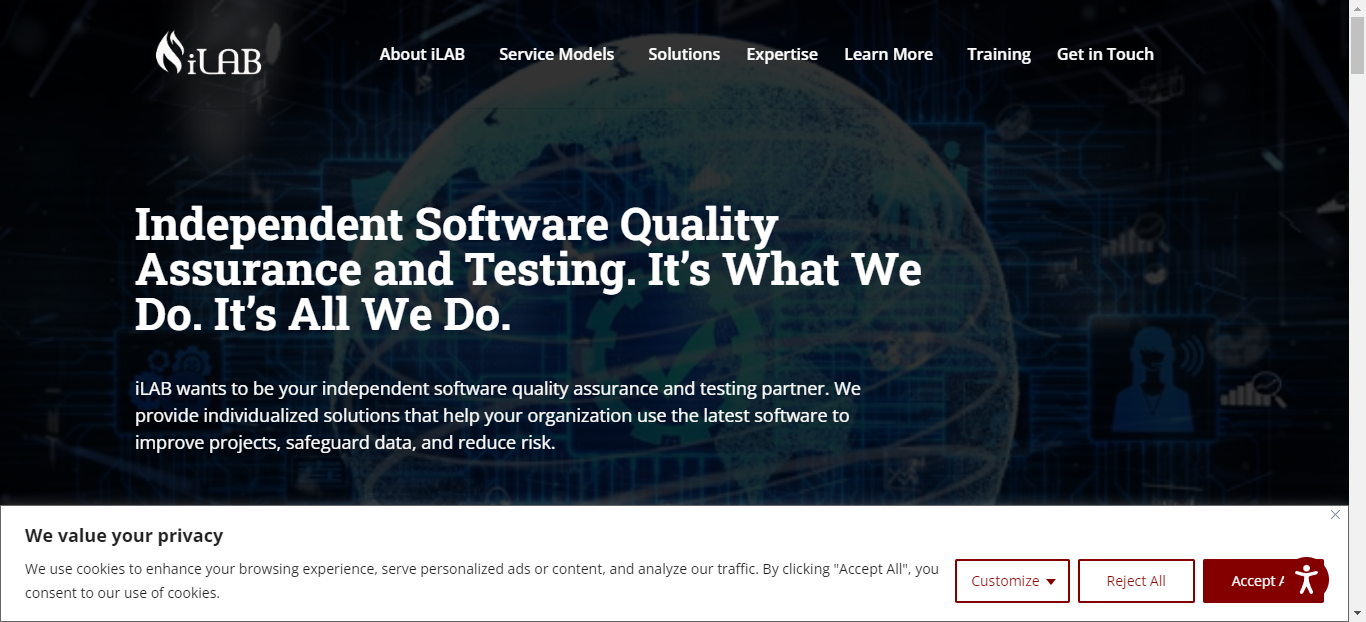 iLAB
About iLAB Service Models Solutions Expertise Learn More Training Get in Touch
Independent Software Quality
Assurance and Testing. It’s What We
Do. It’s All We Do.
iLAB wants to be your independent software quality assurance and testing partner. We
provide individualized solutions that help your organization use the latest software to
improve projects, safeguard data, and reduce risk.
We value your privacy
We use cookies to enhance your browsing experience, serve personalized ads or content, and analyze our traffic. By clicking "Accept All", you
consent to our use of cookies.
Customize
Reject All
Accept